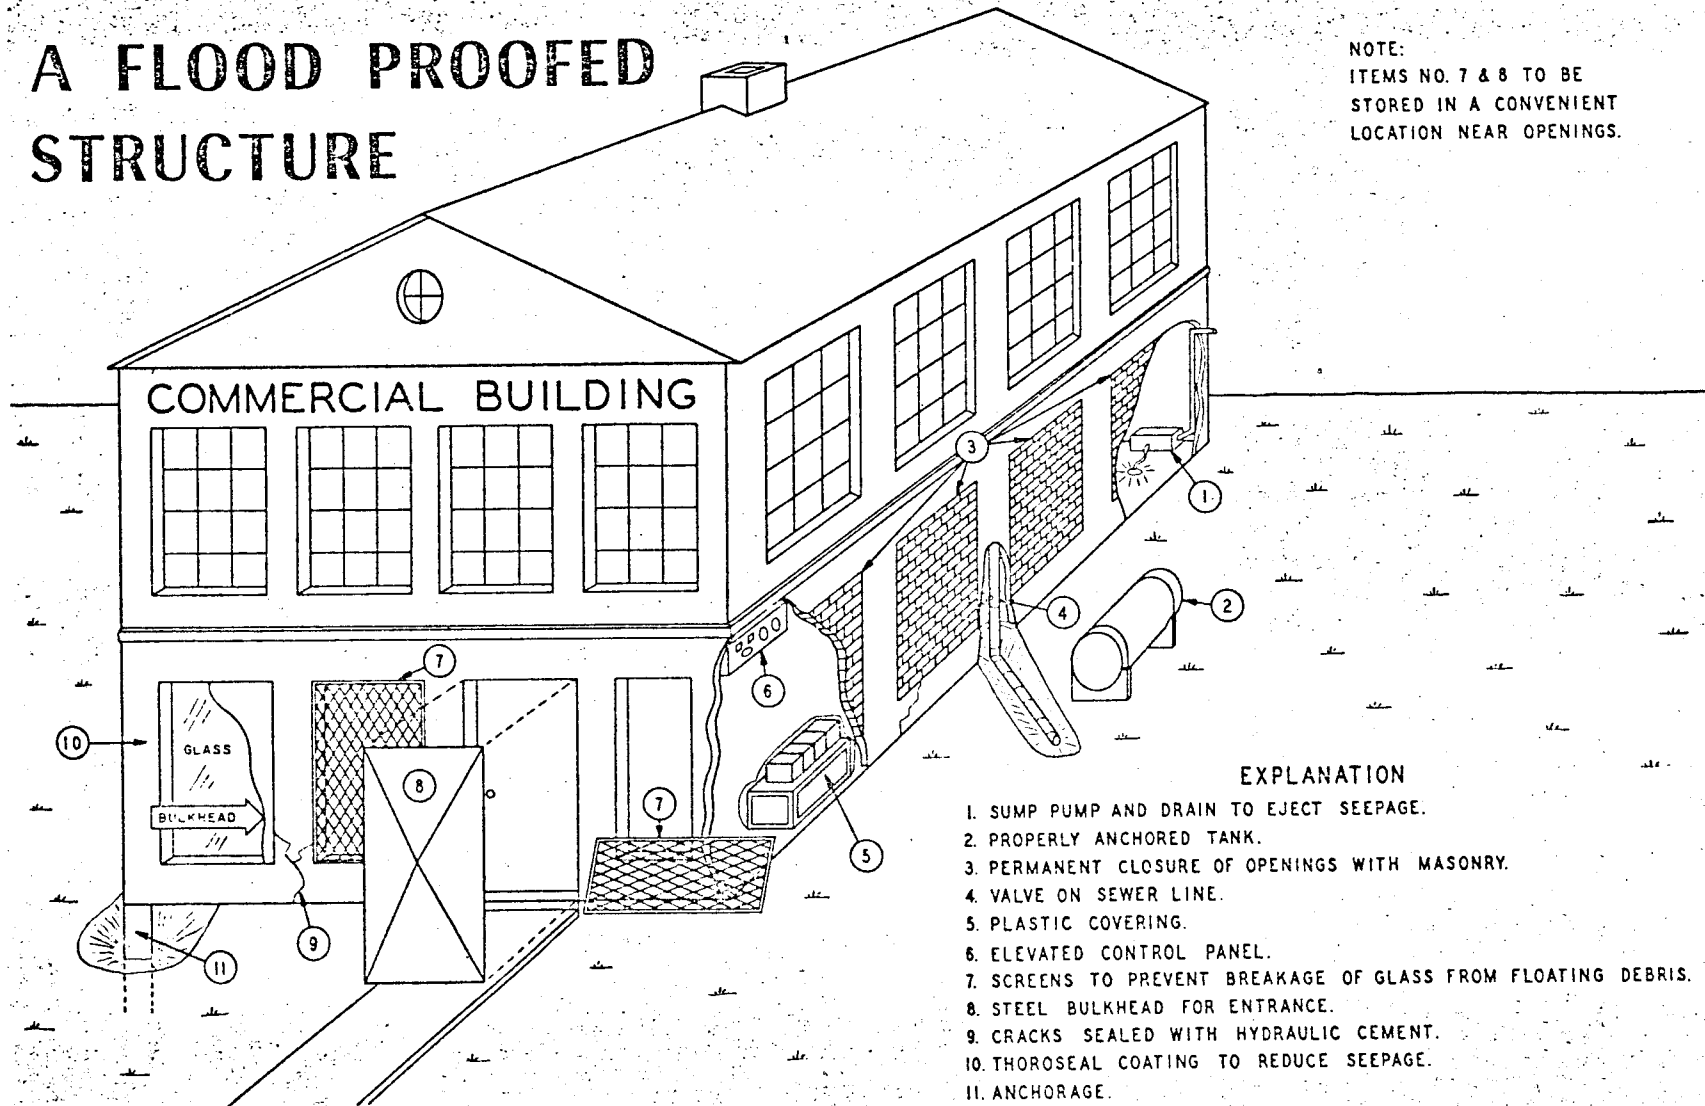 A FLOOD PROOFED
STRUCTURE
NOTE:
ITEMS NO. 7 & 8 TO BE
STORED IN A CONVENIENT
LOCATION NEAR OPENINGS.
COMMERCIAL BUILDING
3
1
2
4
7
6
10
GLASS
8
BULKHEAD
7
5
9
11
EXPLANATION
1. SUMP PUMP AND DRAIN TO EJECT SEEPAGE.
2. PROPERLY ANCHORED TANK.
3. PERMANENT CLOSURE OF OPENINGS WITH MASONRY.
4. VALVE ON SEWER LINE.
5. PLASTIC COVERING.
6. ELEVATED CONTROL PANEL.
7. SCREENS TO PREVENT BREAKAGE OF GLASS FROM FLOATING DEBRIS.
8. STEEL BULKHEAD FOR ENTRANCE.
9. CRACKS SEALED WITH HYDRAULIC CEMENT.
10. THOROSEAL COATING TO REDUCE SEEPAGE.
11. ANCHORAGE.